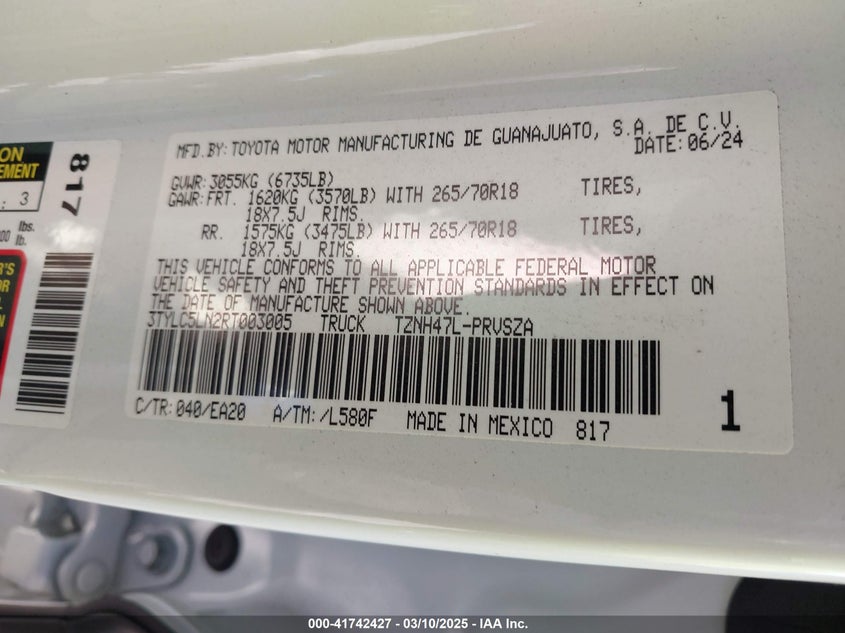 MFD.BY: TOYOTA MOTOR MANUFACTURING DE GUANAJUATO, S.A. DE C.V.
DATE: 06/24
GVWR: 3055KG (6735LB)
GAWR: FRT. 1620KG (3570LB) WITH 265/70R18 TIRES,
18X7.5J RIMS.
RR. 1575KG (3475LB) WITH 265/70R18 TIRES,
18X7.5J RIMS.
THIS VEHICLE CONFORMS TO ALL APPLICABLE FEDERAL MOTOR
VEHICLE SAFETY AND THEFT PREVENTION STANDARDS IN EFFECT ON
THE DATE OF MANUFACTURE SHOWN ABOVE.
3TYLC5LN2RT003005 TRUCK TZNH47L-PRVSZA
C/TR: 040/EA20 A/TM: /L580F MADE IN MEXICO 817
1
817
: 3
lbs.
lb.
000-41742427 - 03/10/2025 - IAA Inc.